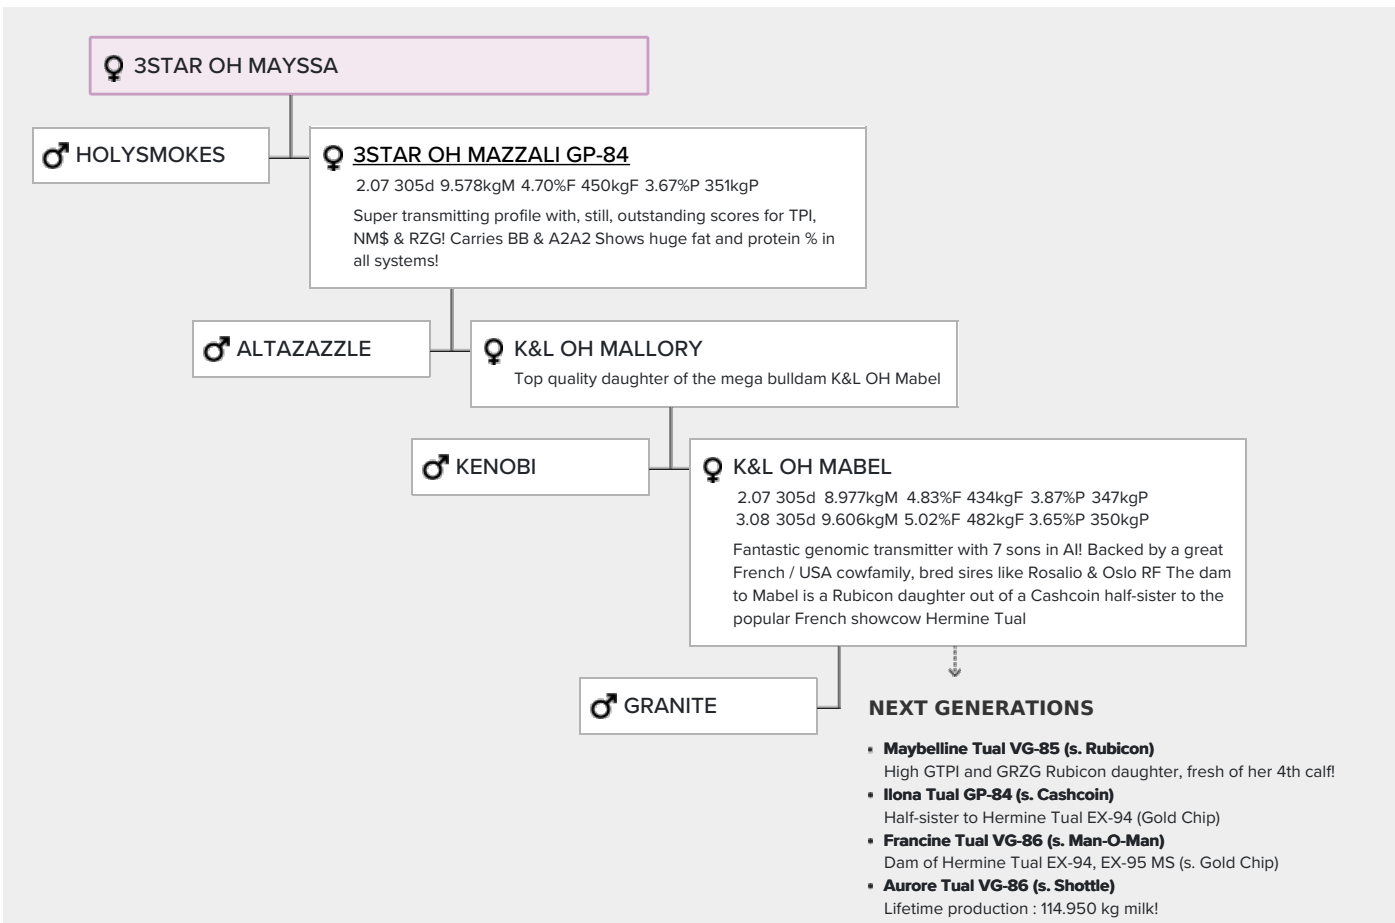 3STAR OH MAYSSA
HOLYSMOKES
3STAR OH MAZZALI GP-84
2.07 305d 9.578kgM 4.70%F 450kgF 3.67%P 351kgP
Super transmitting profile with, still, outstanding scores for TPI,
NM$ & RZG! Carries BB & A2A2 Shows huge fat and protein % in
all systems!
ALTAZAZZLE
K&L OH MALLORY
Top quality daughter of the mega bulldam K&L OH Mabel
KENOBI
K&L OH MABEL
2.07 305d 8.977kgM 4.83%F 434kgF 3.87%P 347kgP
3.08 305d 9.606kgM 5.02%F 482kgF 3.65%P 350kgP
Fantastic genomic transmitter with 7 sons in AI! Backed by a great
French / USA cowfamily, bred sires like Rosalio & Oslo RF The dam
to Mabel is a Rubicon daughter out of a Cashcoin half-sister to the
popular French showcow Hermine Tual
GRANITE
NEXT GENERATIONS
• Maybelline Tual VG-85 (s. Rubicon)
High GTPI and GRZG Rubicon daughter, fresh of her 4th calf!
• Ilona Tual GP-84 (s. Cashcoin)
Half-sister to Hermine Tual EX-94 (Gold Chip)
• Francine Tual VG-86 (s. Man-O-Man)
Dam of Hermine Tual EX-94, EX-95 MS (s. Gold Chip)
• Aurore Tual VG-86 (s. Shottle)
Lifetime production : 114.950 kg milk!